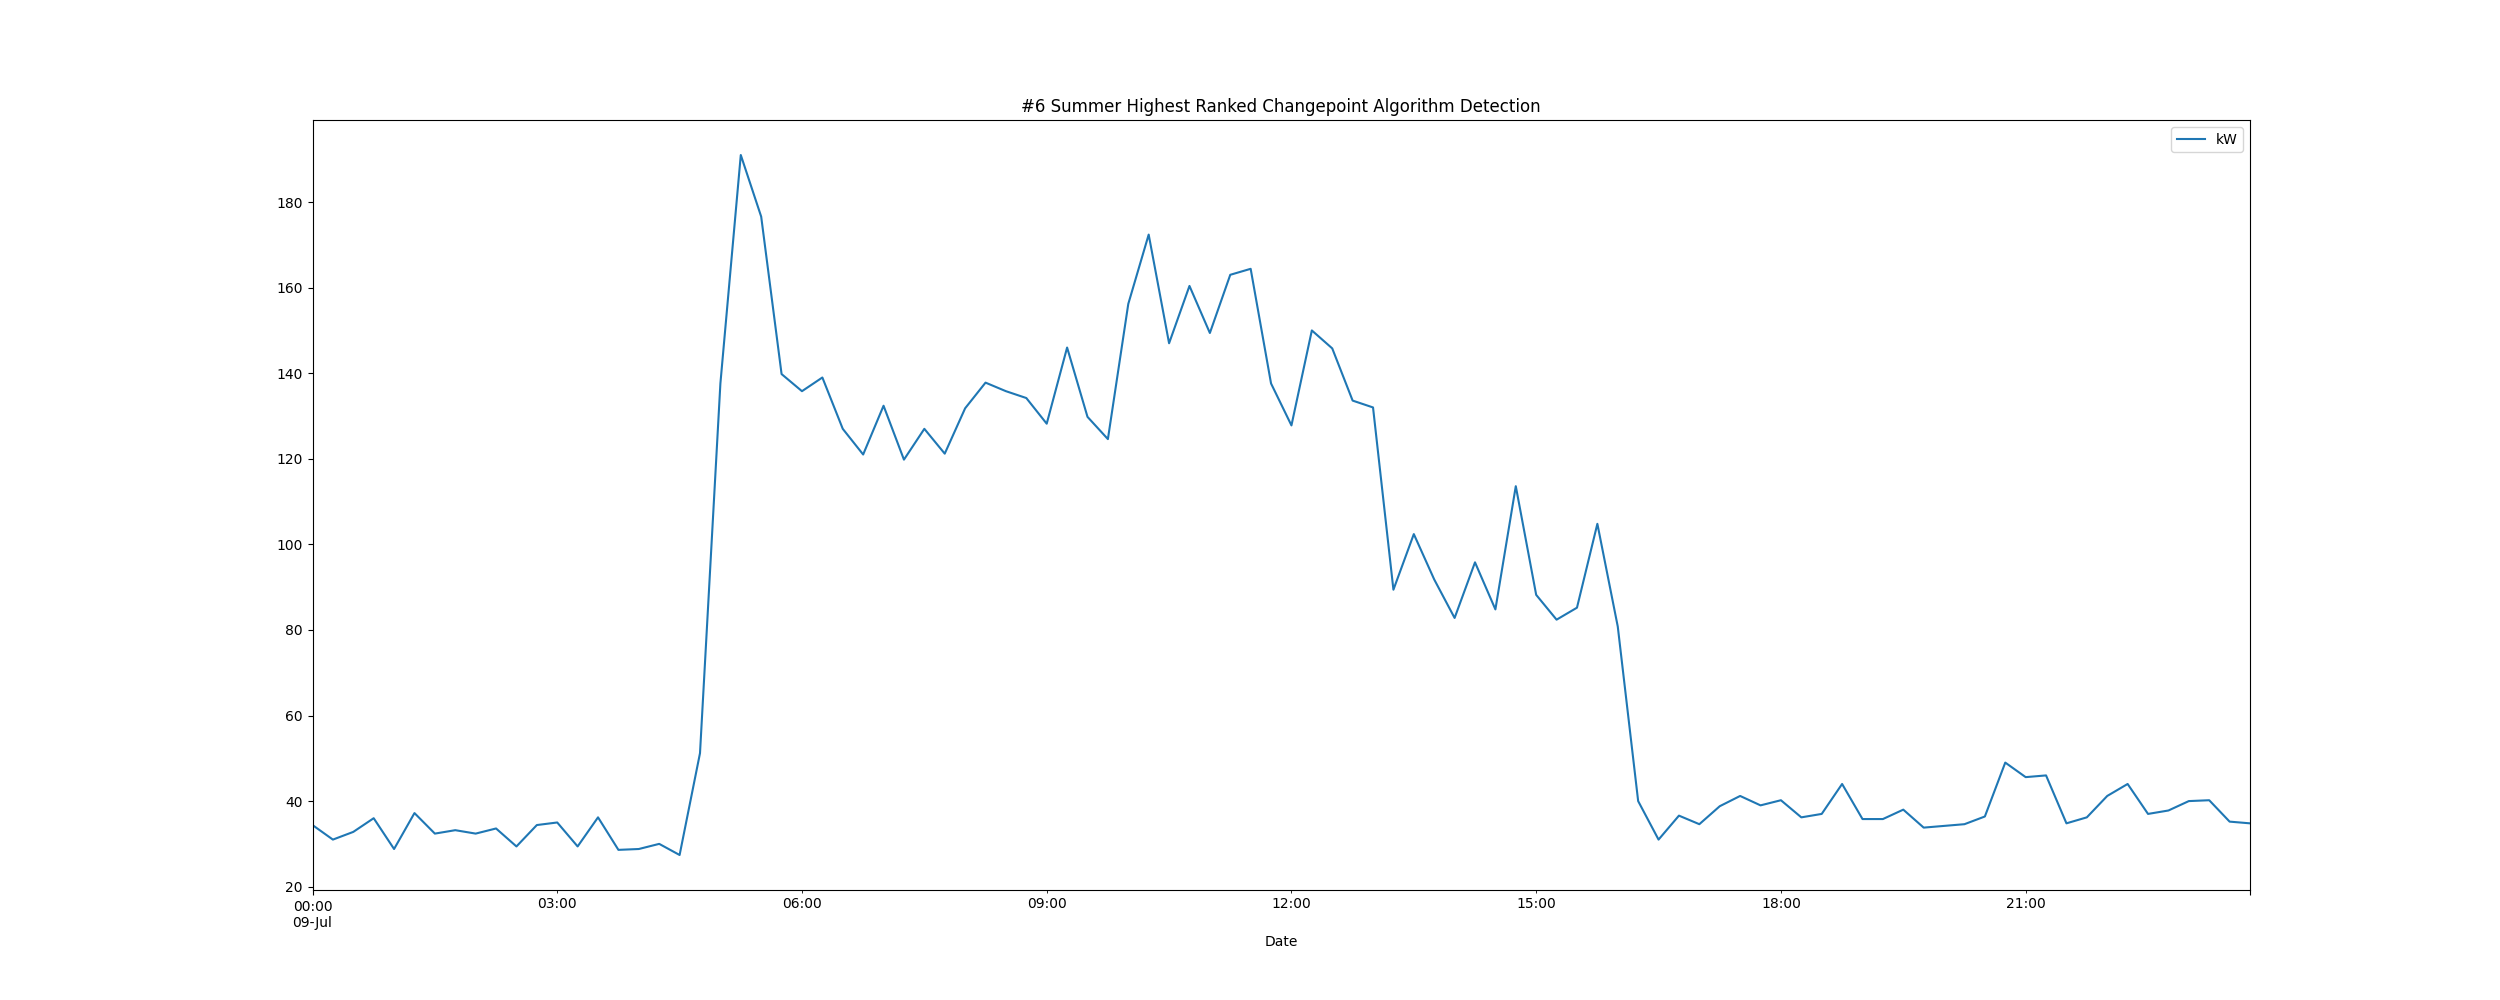 #6 Summer Highest Ranked Changepoint Algorithm Detection
kW
180
160
140
120
100
80
60
40
20
00:00 03:00 06:00 09:00 12:00 15:00 18:00 21:00
09-Jul
Date